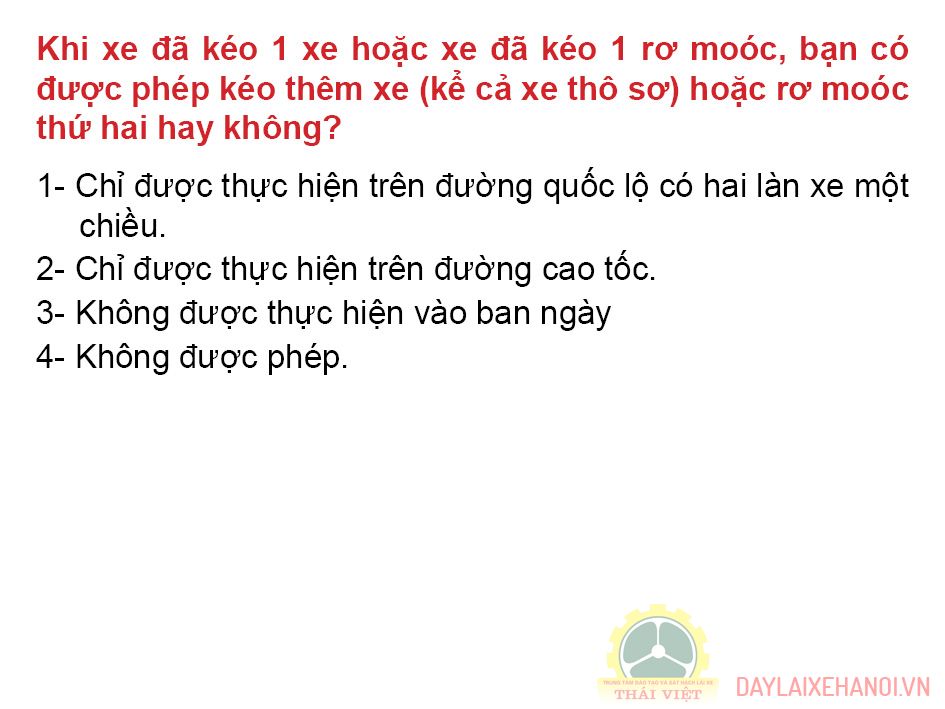 Khi xe đã kéo 1 xe hoặc xe đã kéo 1 rơ moóc, bạn có
được phép kéo thêm xe (kể cả xe thô sơ) hoặc rơ moóc
thứ hai hay không?
1- Chỉ được thực hiện trên đường quốc lộ có hai làn xe một
chiều.
2- Chỉ được thực hiện trên đường cao tốc.
3- Không được thực hiện vào ban ngày
4- Không được phép.
TRUNG TÂM ĐÀO TẠO VÀ SÁT HẠCH LÁI XE
THÁI VIỆT
DAYLAIXEHANOI.VN